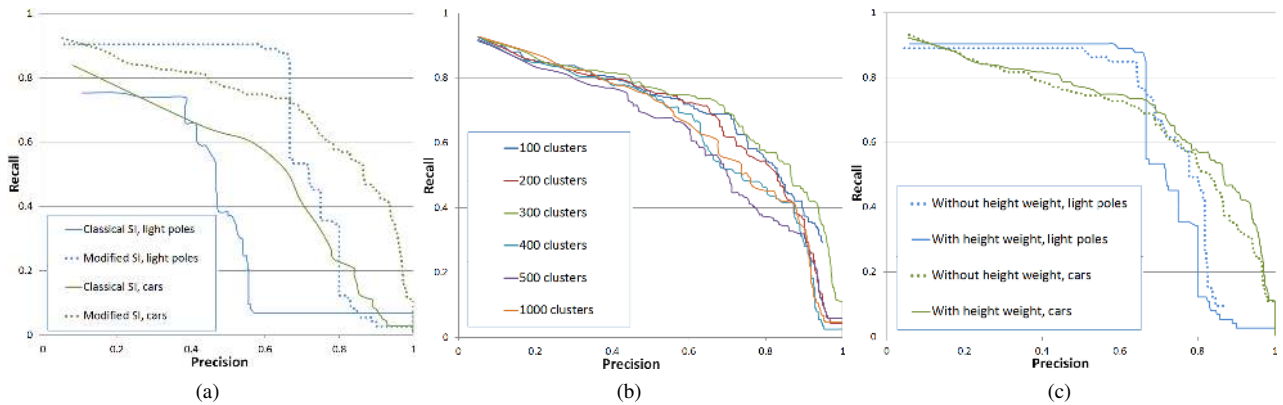 1
0.8
0.6
0.4
0.2
0
Recall
Classical SI, light poles
Modified SI, light poles
Classical SI, cars
Modified SI, cars
0 0.2 0.4 0.6 0.8 1
Precision
(a)
1
0.8
0.6
0.4
0.2
0
Recall
100 clusters
200 clusters
300 clusters
400 clusters
500 clusters
1000 clusters
0 0.2 0.4 0.6 0.8 1
Precision
(b)
1
0.8
0.6
0.4
0.2
0
Recall
Without height weight, light poles
With height weight, light poles
Without height weight, cars
With height weight, cars
0 0.2 0.4 0.6 0.8 1
Precision
(c)